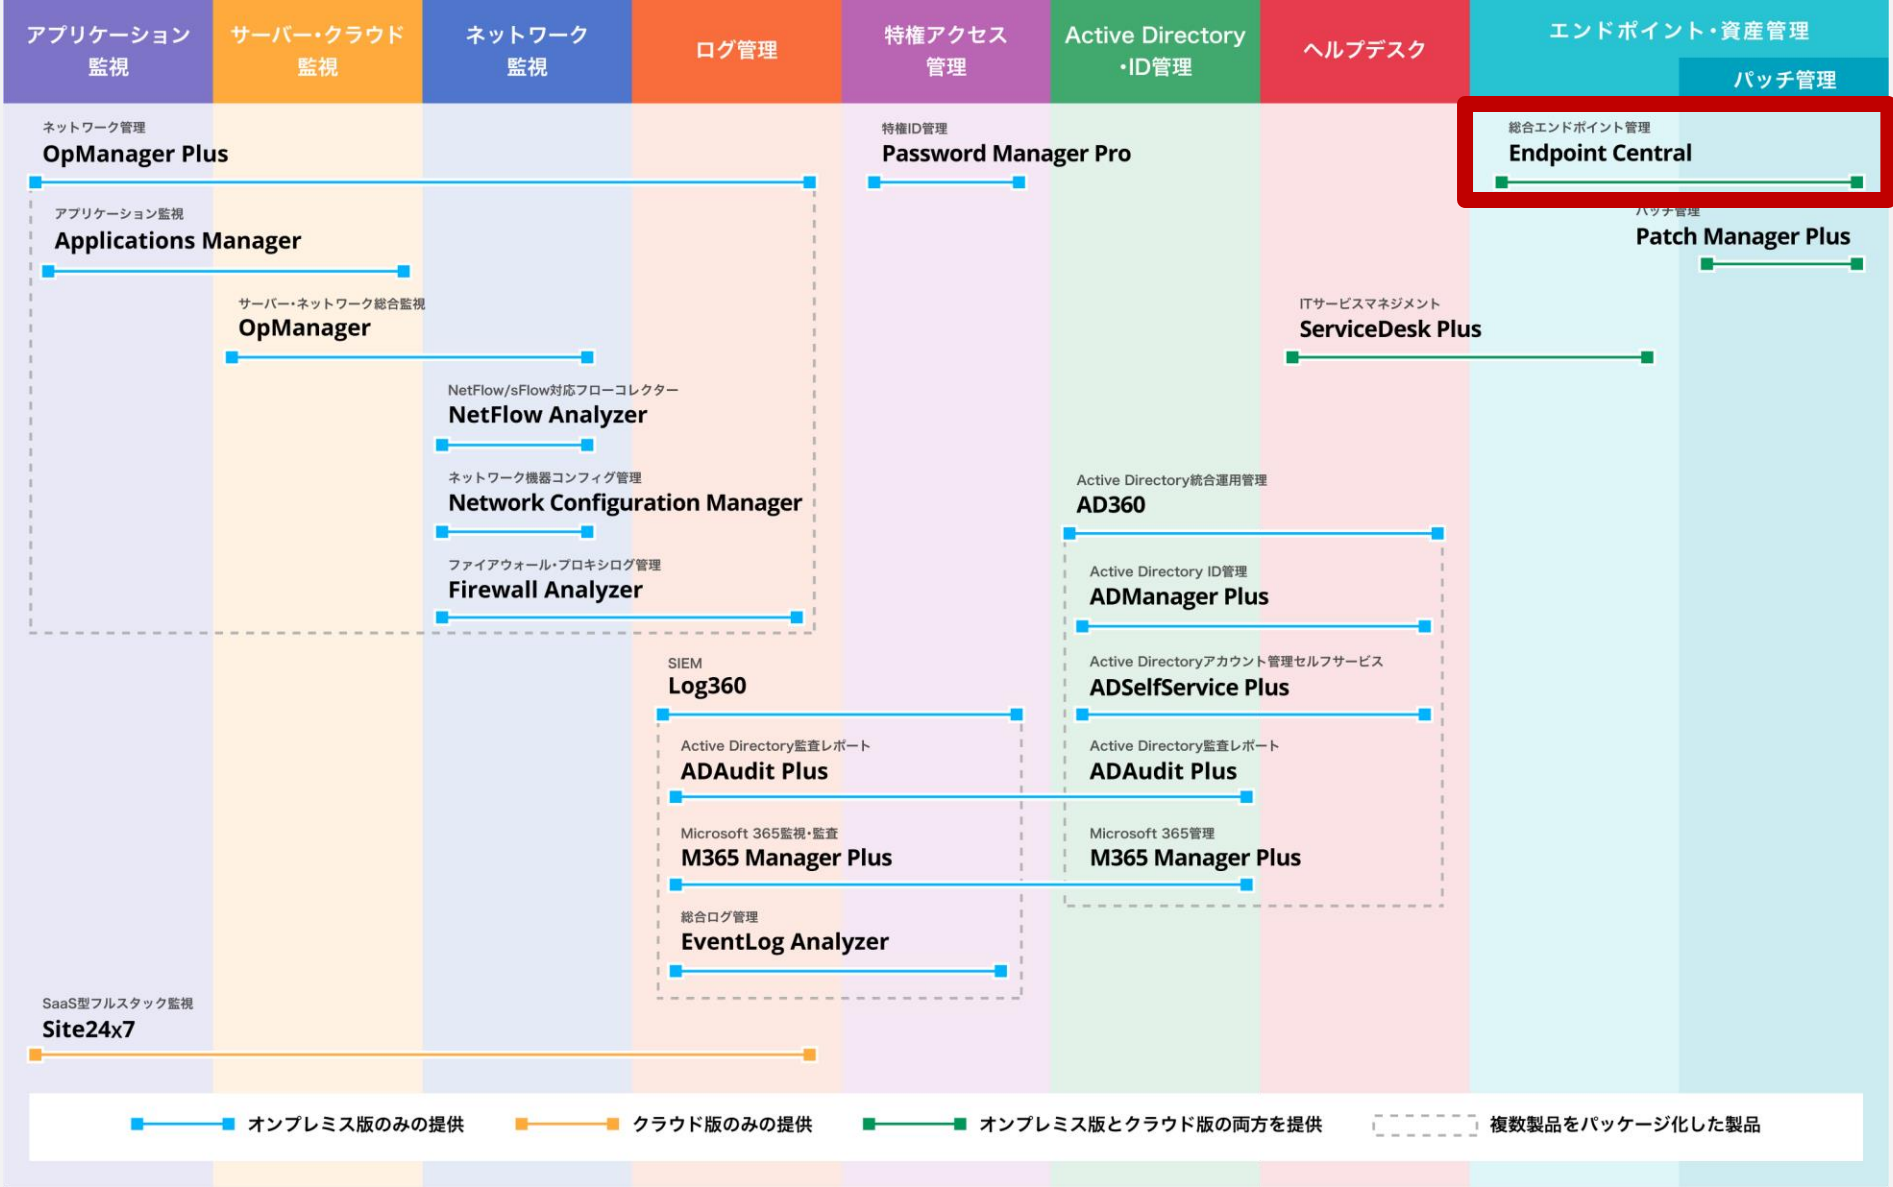 アプリケーション
監視
サーバー・クラウド
監視
ネットワーク
監視
ログ管理
特権アクセス
管理
Active Directory
・ID管理
ヘルプデスク
エンドポイント・資産管理
パッチ管理
ネットワーク管理
OpManager Plus
特権ID管理
Password Manager Pro
総合エンドポイント管理
Endpoint Central
アプリケーション監視
Applications Manager
パッチ管理
Patch Manager Plus
サーバー・ネットワーク総合監視
OpManager
ITサービスマネジメント
ServiceDesk Plus
NetFlow/sFlow対応フローコレクター
NetFlow Analyzer
ネットワーク機器コンフィグ管理
Network Configuration Manager
Active Directory統合運用管理
AD360
ファイアウォール・プロキシログ管理
Firewall Analyzer
Active Directory ID管理
ADManager Plus
SIEM
Log360
Active Directoryアカウント管理セルフサービス
ADSelfService Plus
Active Directory監査レポート
ADAudit Plus
Active Directory監査レポート
ADAudit Plus
Microsoft 365監視・監査
M365 Manager Plus
Microsoft 365管理
M365 Manager Plus
総合ログ管理
EventLog Analyzer
SaaS型フルスタック監視
Site24x7
オンプレミス版のみの提供
クラウド版のみの提供
オンプレミス版とクラウド版の両方を提供
複数製品をパッケージ化した製品